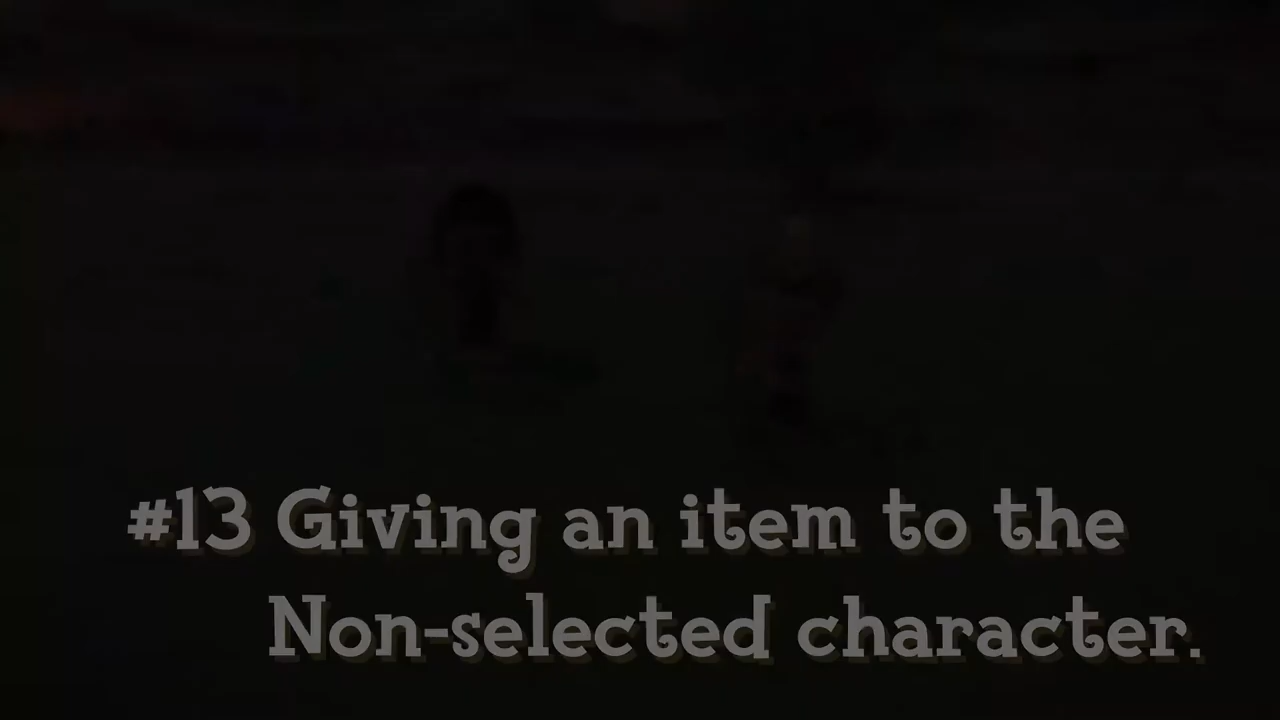 #13 Giving an item to the
Non-selected character.